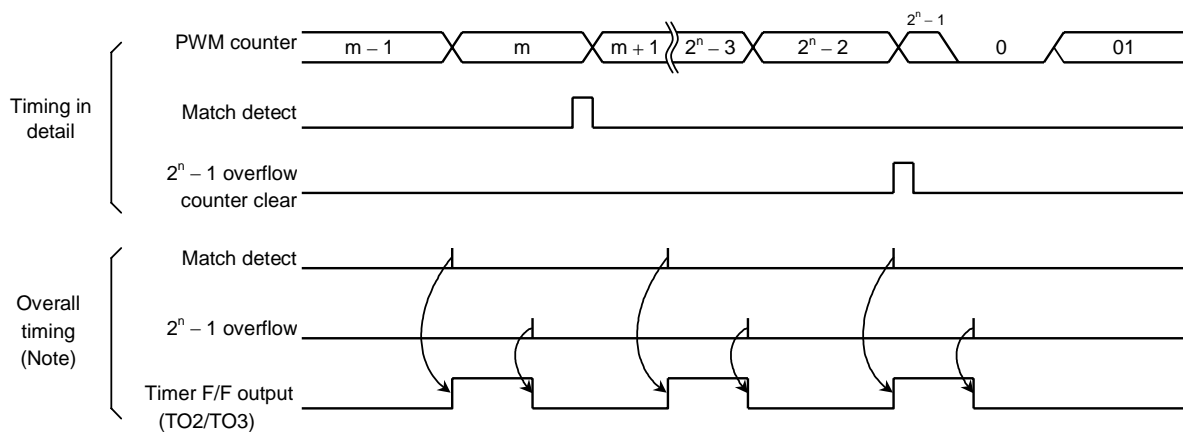 2ⁿ – 1
PWM counter
m – 1
m
m + 1
2ⁿ – 3
2ⁿ – 2
0
01
Timing in
detail
Match detect
2ⁿ – 1 overflow
counter clear
Overall
timing
(Note)
Match detect
2ⁿ – 1 overflow
Timer F/F output
(TO2/TO3)